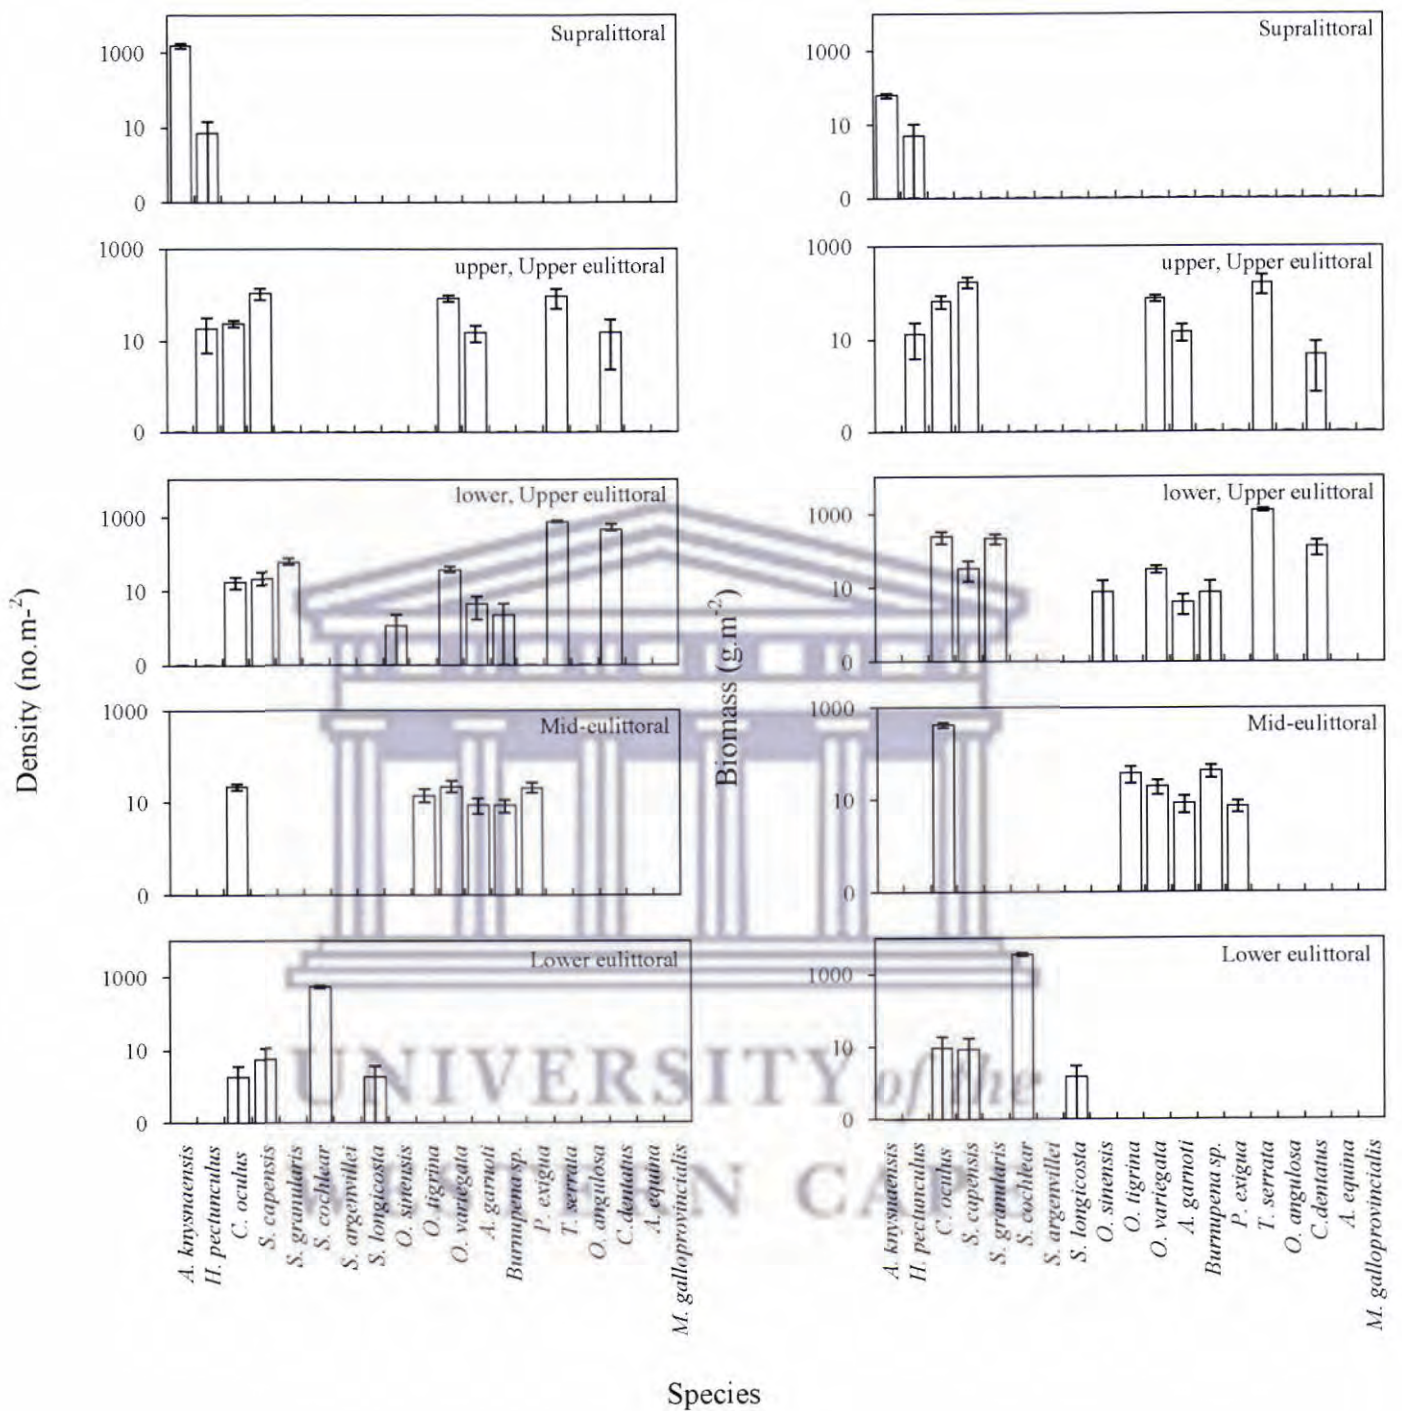 Supralittoral
1000
10
0
Supralittoral
1000
10
0
upper, Upper eulittoral
1000
10
0
upper, Upper eulittoral
1000
10
0
lower, Upper eulittoral
1000
10
0
lower, Upper eulittoral
1000
10
0
Mid-eulittoral
1000
10
0
Mid-eulittoral
1000
10
0
Lower eulittoral
1000
10
0
Lower eulittoral
1000
10
0
Density (no.m-2)
Biomass (g.m-2)
UNIVERSITY of the
WESTERN CAPE
A. knysnaensis
H. pectunculus
C. oculus
S. capensis
S. granularis
S. cochlear
S. argenvillei
S. longicosta
O. sinensis
O. tigrina
O. variegata
A. garnoti
Burnupena sp.
P. exigua
T. serrata
O. angulosa
C.dentatus
A. equina
M. galloprovincialis
A. knysnaensis
H. pectunculus
C. oculus
S. capensis
S. granularis
S. cochlear
S. argenvillei
S. longicosta
O. sinensis
O. tigrina
O. variegata
A. garnoti
Burnupena sp.
P. exigua
T. serrata
O. angulosa
C.dentatus
A. equina
M. galloprovincialis
Species